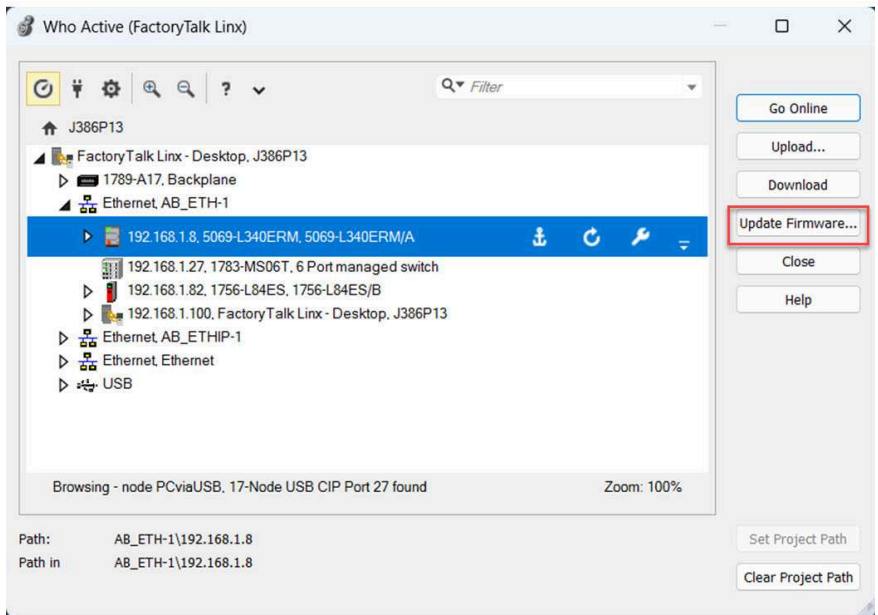 Who Active (FactoryTalk Linx)
? Filter
J386P13
FactoryTalk Linx - Desktop, J386P13
1789-A17, Backplane
Ethernet, AB_ETH-1
192.168.1.8, 5069-L340ERM, 5069-L340ERM/A
192.168.1.27, 1783-MS06T, 6 Port managed switch
192.168.1.82, 1756-L84ES, 1756-L84ES/B
192.168.1.100, FactoryTalk Linx - Desktop, J386P13
Ethernet, AB_ETHIP-1
Ethernet, Ethernet
USB
Browsing - node PCviaUSB, 17-Node USB CIP Port 27 found Zoom: 100%
Go Online
Upload...
Download
Update Firmware...
Close
Help
Path: AB_ETH-1\192.168.1.8
Path in AB_ETH-1\192.168.1.8
Set Project Path
Clear Project Path